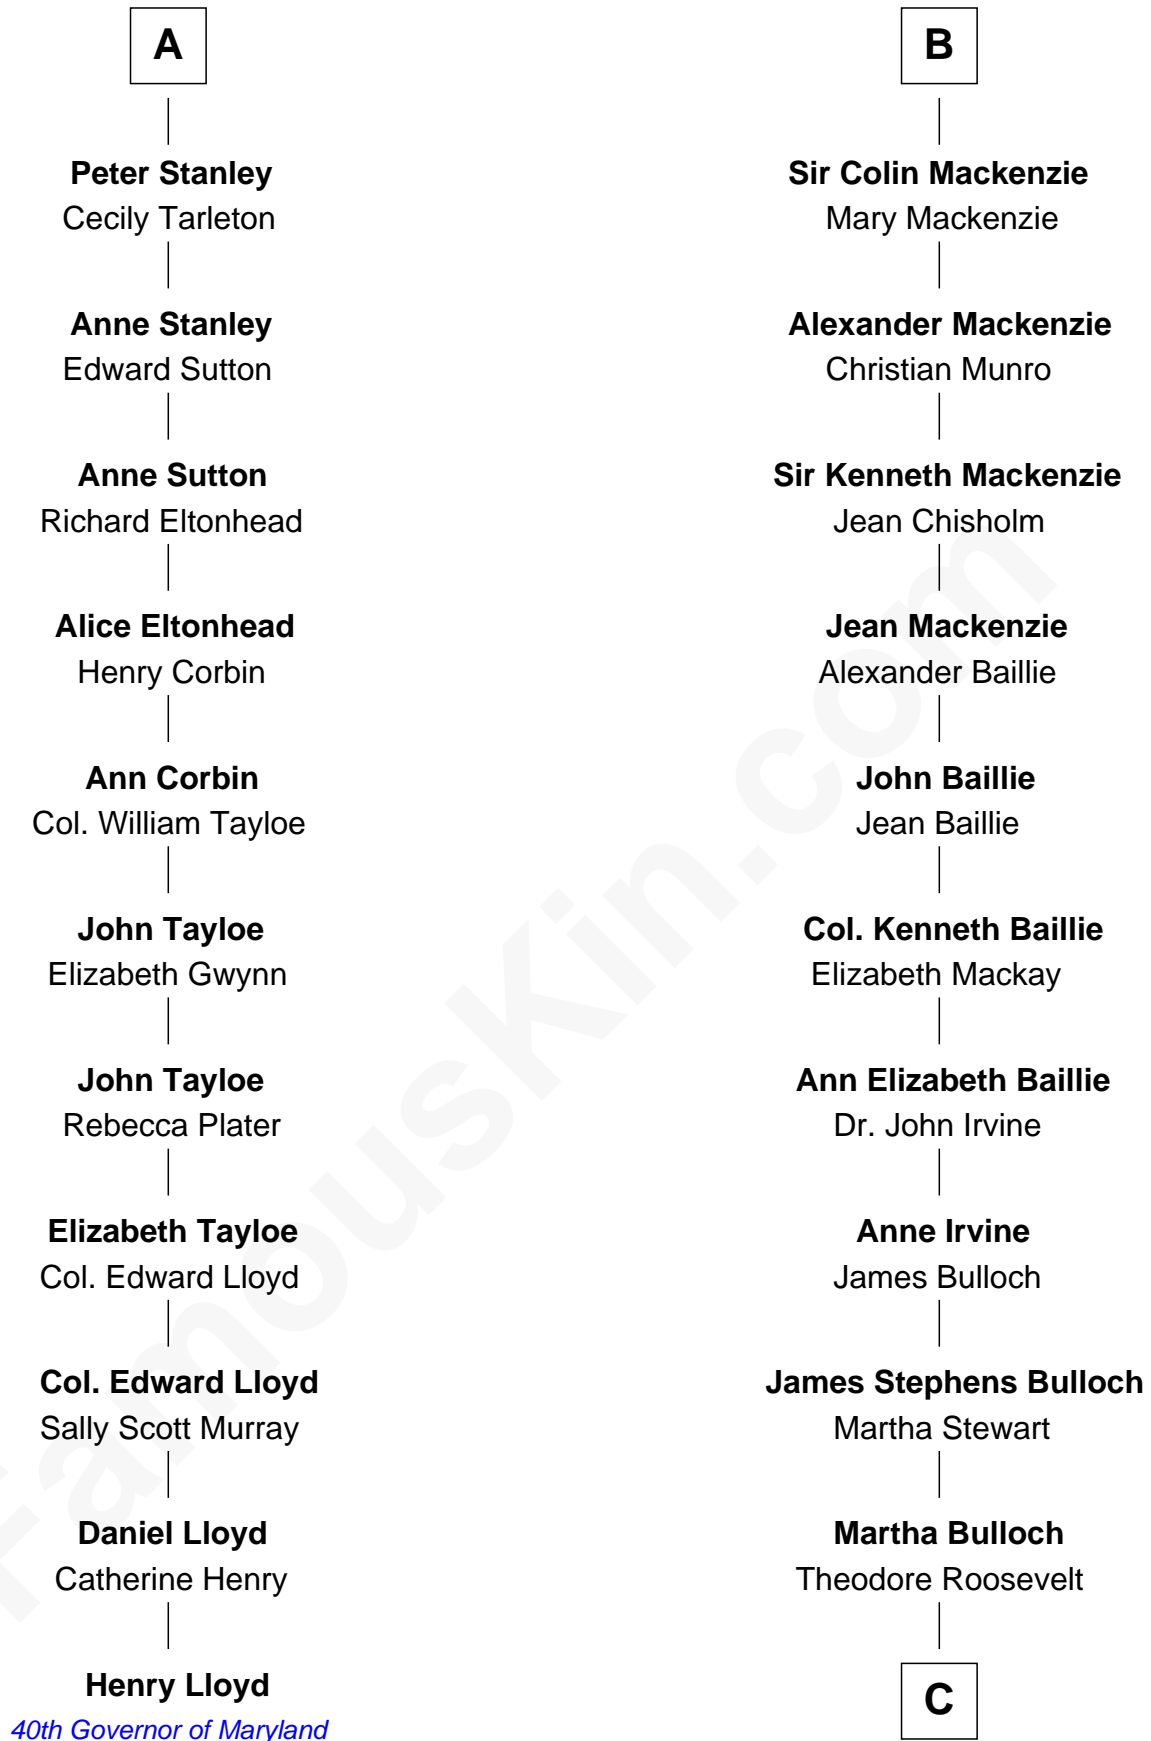 A
Peter Stanley
Cecily Tarleton
Anne Stanley
Edward Sutton
Anne Sutton
Richard Eltonhead
Alice Eltonhead
Henry Corbin
Ann Corbin
Col. William Tayloe
John Tayloe
Elizabeth Gwynn
John Tayloe
Rebecca Plater
Elizabeth Tayloe
Col. Edward Lloyd
Col. Edward Lloyd
Sally Scott Murray
Daniel Lloyd
Catherine Henry
Henry Lloyd
40th Governor of Maryland
B
Sir Colin Mackenzie
Mary Mackenzie
Alexander Mackenzie
Christian Munro
Sir Kenneth Mackenzie
Jean Chisholm
Jean Mackenzie
Alexander Baillie
John Baillie
Jean Baillie
Col. Kenneth Baillie
Elizabeth Mackay
Ann Elizabeth Baillie
Dr. John Irvine
Anne Irvine
James Bulloch
James Stephens Bulloch
Martha Stewart
Martha Bulloch
Theodore Roosevelt
C
FamousKin.com